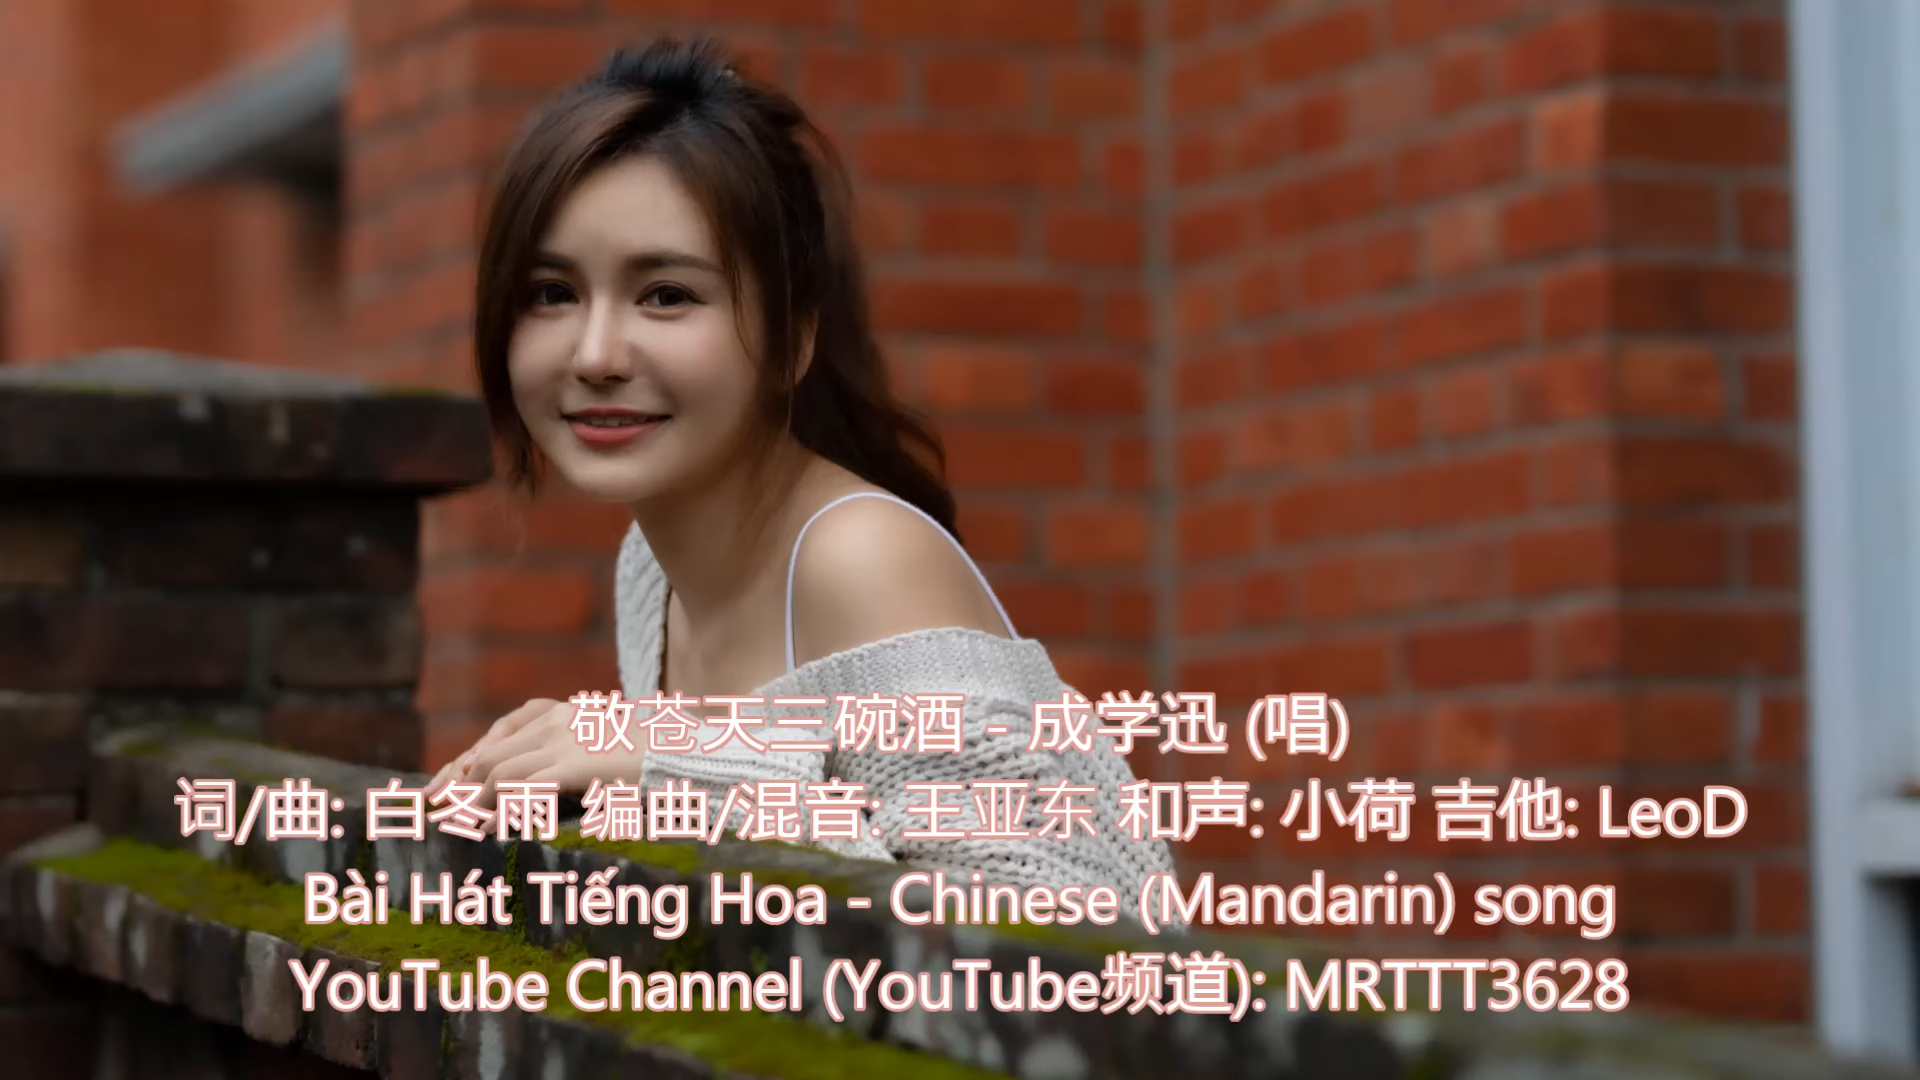 敬苍天三碗酒 - 成学迅 (唱)
词/曲: 白冬雨 编曲/混音: 王亚东 和声: 小荷 吉他: LeoD
Bài Hát Tiếng Hoa - Chinese (Mandarin) song
YouTube Channel (YouTube频道): MRTTT3628